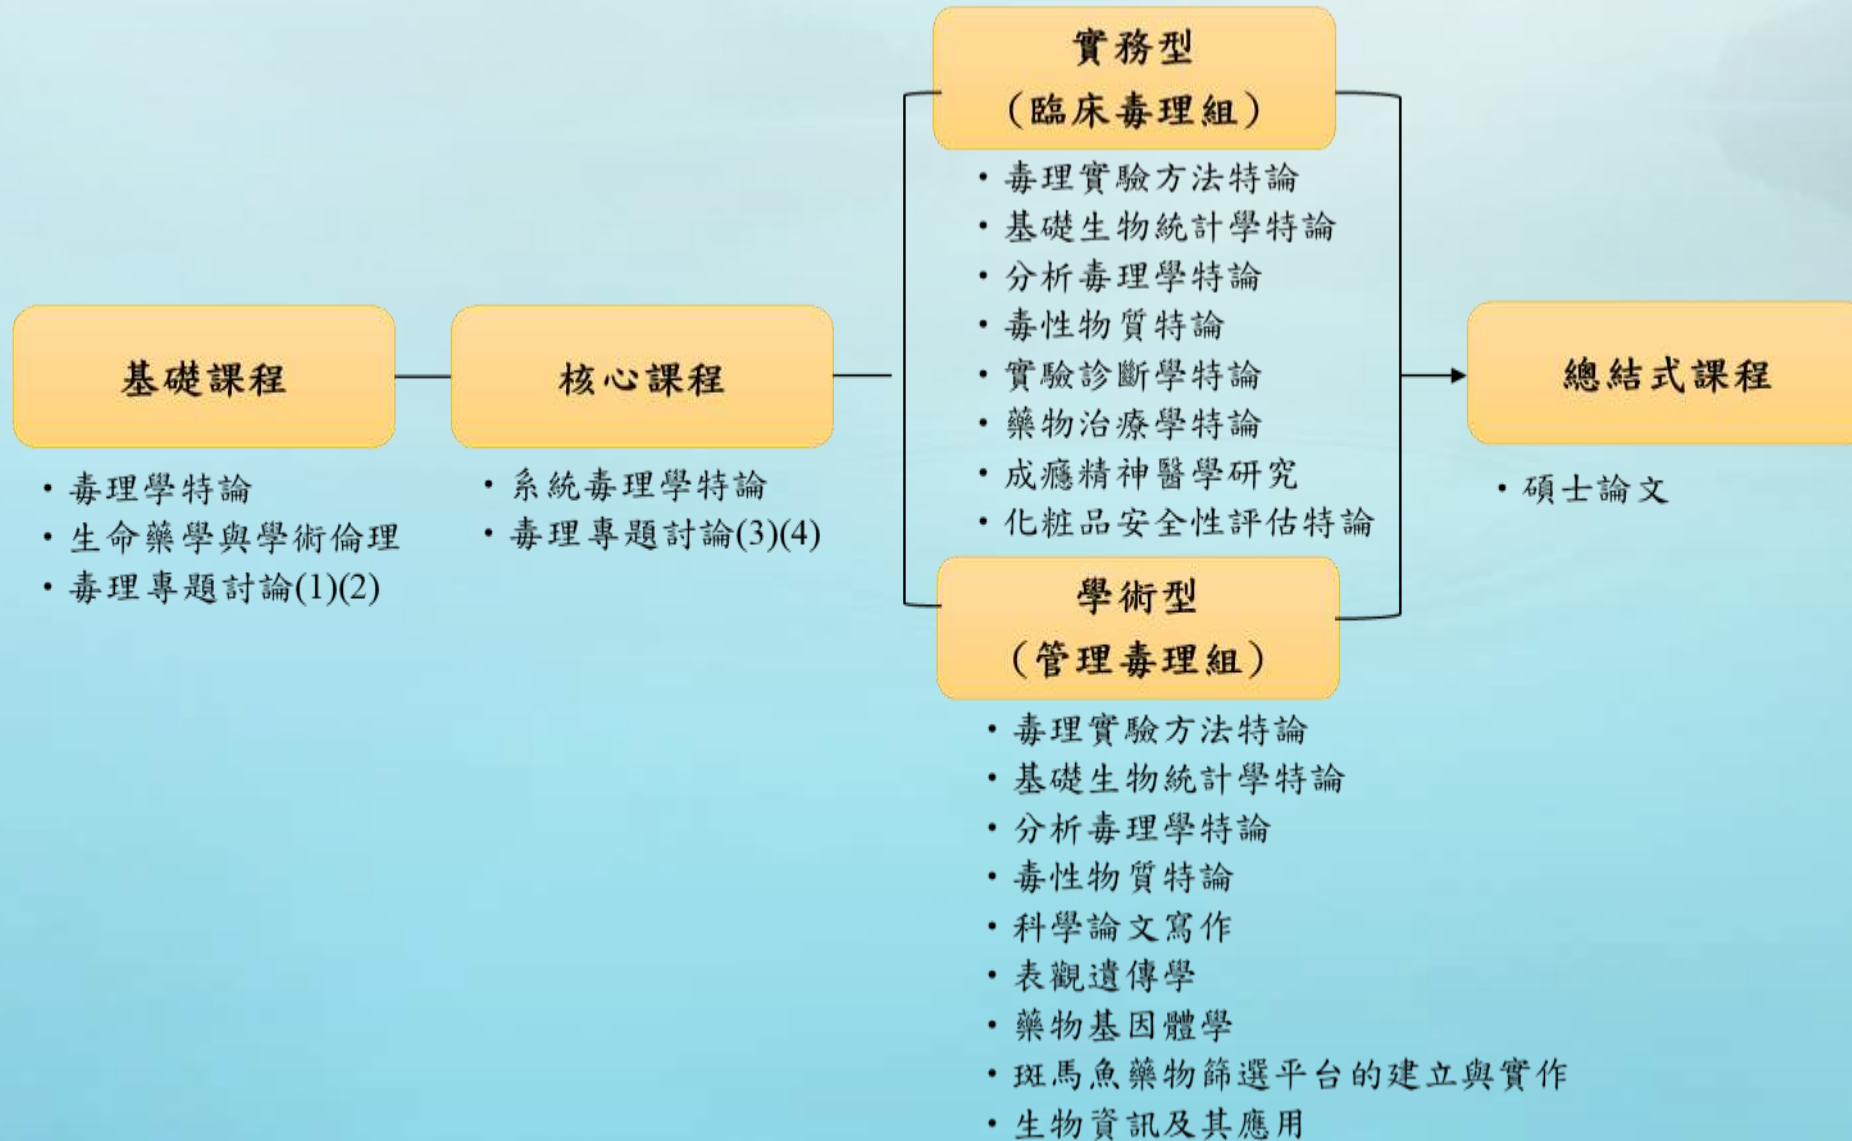 基礎課程
・毒理學特論
・生命藥學與學術倫理
・毒理專題討論(1)(2)
核心課程
・系統毒理學特論
・毒理專題討論(3)(4)
實務型
（臨床毒理組）
・毒理實驗方法特論
・基礎生物統計學特論
・分析毒理學特論
・毒性物質特論
・實驗診斷學特論
・藥物治療學特論
・成癮精神醫學研究
・化粧品安全性評估特論
學術型
（管理毒理組）
・毒理實驗方法特論
・基礎生物統計學特論
・分析毒理學特論
・毒性物質特論
・科學論文寫作
・表觀遺傳學
・藥物基因體學
・斑馬魚藥物篩選平台的建立與實作
・生物資訊及其應用
總結式課程
・碩士論文